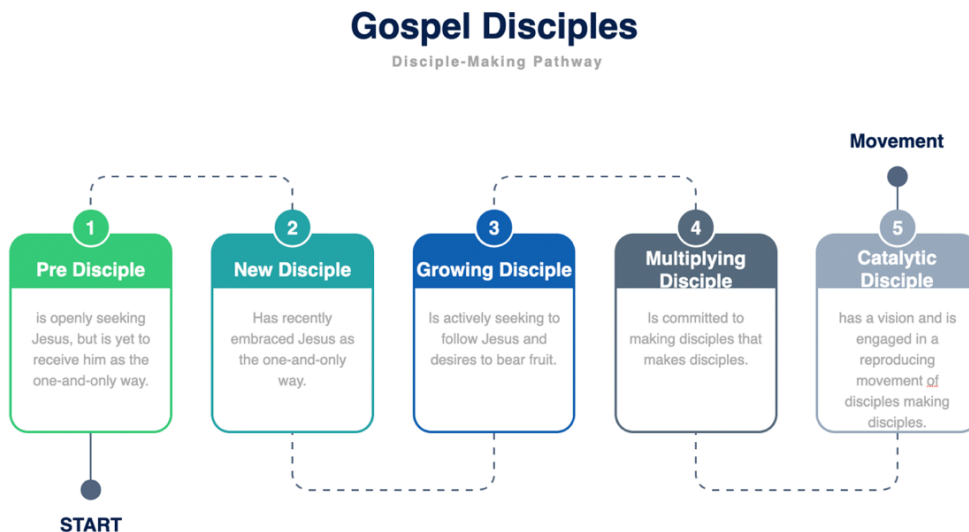 Gospel Disciples
Disciple-Making Pathway
Movement
1
Pre Disciple
is openly seeking
Jesus, but is yet to
receive him as the
one-and-only way.
2
New Disciple
Has recently
embraced Jesus as
the one-and-only
way.
3
Growing Disciple
Is actively seeking to
follow Jesus and
desires to bear fruit.
4
Multiplying
Disciple
Is committed to
making disciples that
makes disciples.
5
Catalytic
Disciple
has a vision and is
engaged in a
reproducing
movement of
disciples making
disciples.
START